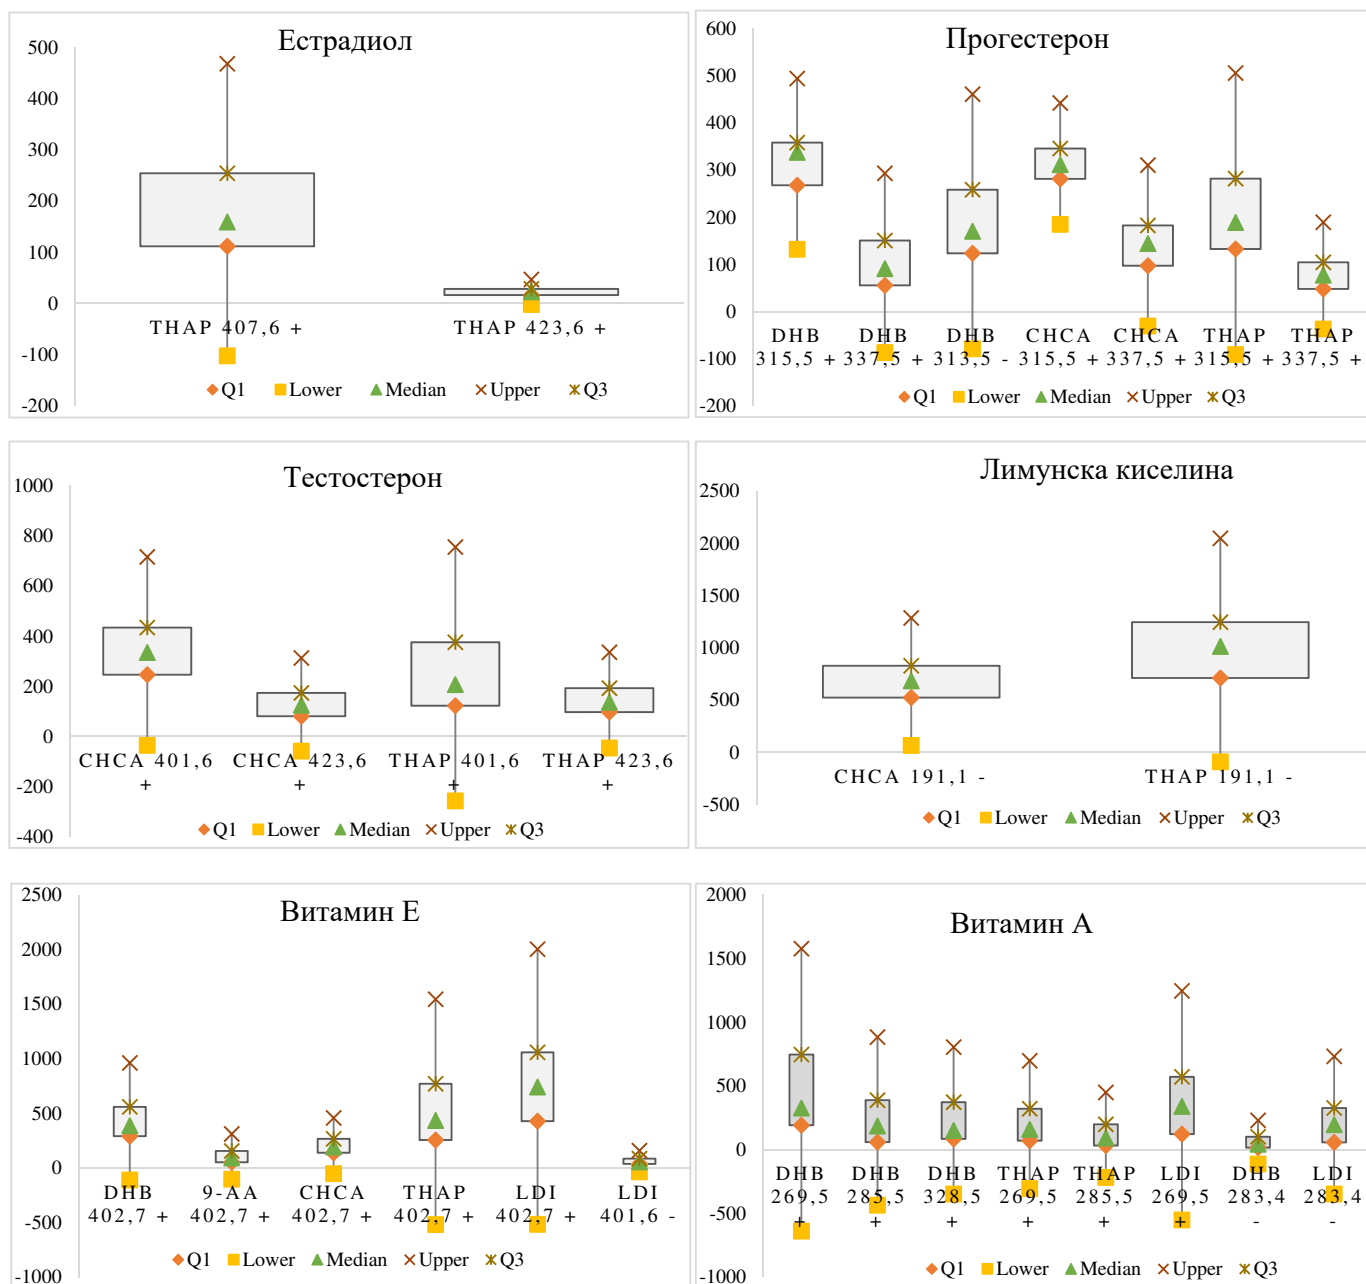 Естрадиол
500
400
300
200
100
0
-100
-200
THAP 407,6 +
THAP 423,6 +
Q1 Lower Median Upper Q3
Прогестерон
600
500
400
300
200
100
0
-100
-200
DHB DHB DHB CHCA CHCA THAP THAP
315,5 + 337,5 + 313,5 - 315,5 + 337,5 + 315,5 + 337,5 +
Q1 Lower Median Upper Q3
Тестостерон
1000
800
600
400
200
0
-200
-400
CHCA 401,6 CHCA 423,6 THAP 401,6 THAP 423,6
+ + + +
Q1 Lower Median Upper Q3
Лимунска киселина
2500
2000
1500
1000
500
0
-500
CHCA 191,1 - THAP 191,1 -
Q1 Lower Median Upper Q3
Витамин Е
2500
2000
1500
1000
500
0
-500
-1000
DHB 9-AA CHCA THAP LDI LDI
402,7 + 402,7 + 402,7 + 402,7 + 402,7 + 401,6 -
Q1 Lower Median Upper Q3
Витамин А
2000
1500
1000
500
0
-500
-1000
DHB DHB DHB THAP THAP LDI DHB LDI
269,5 285,5 328,5 269,5 285,5 269,5 283,4 283,4
+ + + + + + - -
Q1 Lower Median Upper Q3